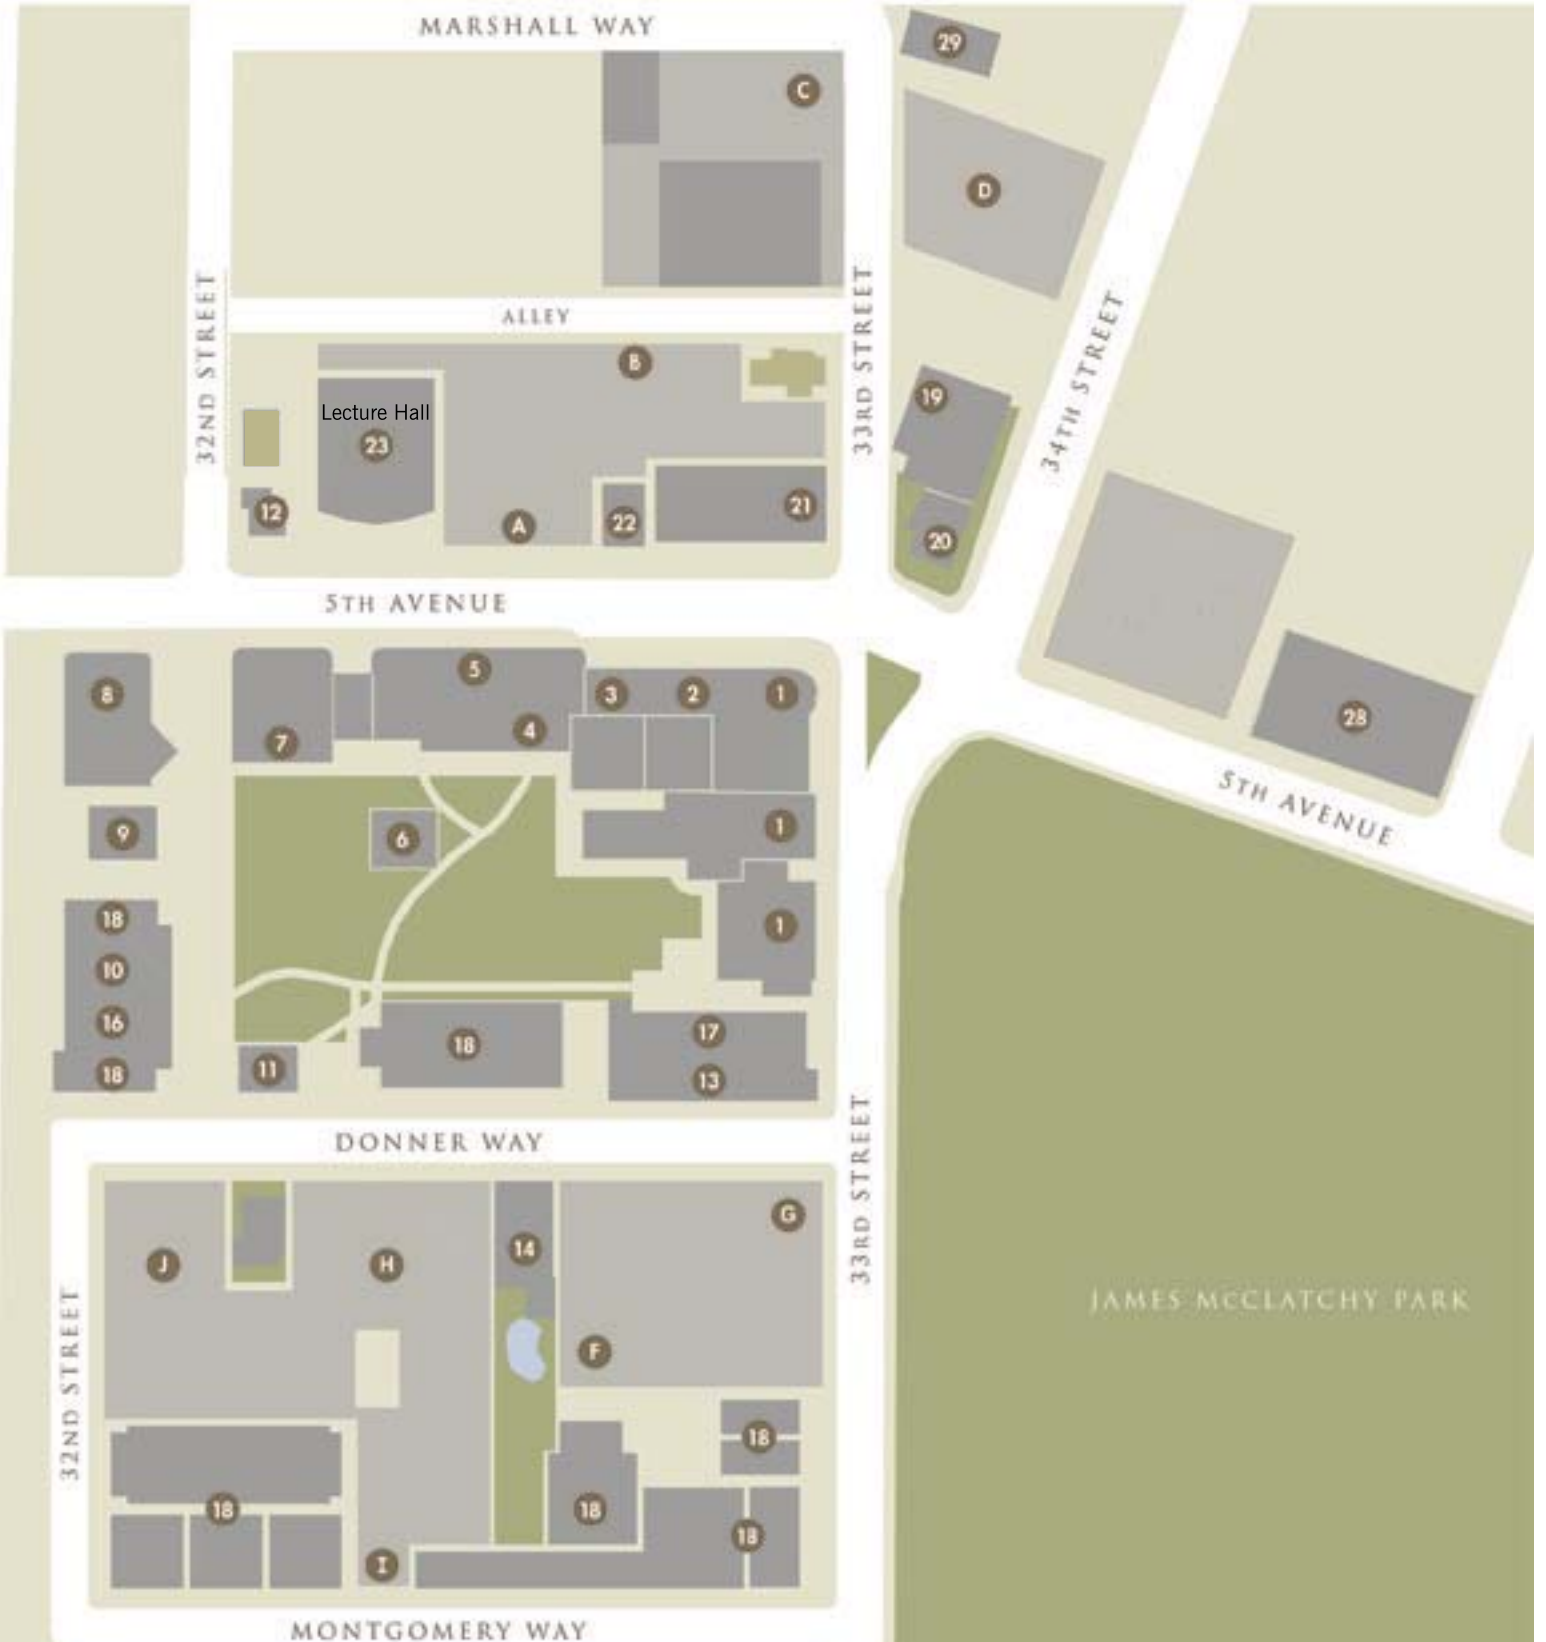 MARSHALL WAY
29
C
D
32ND STREET
ALLEY
33RD STREET
34TH STREET
B
19
Lecture Hall
23
12
A
22
21
20
5TH AVENUE
8
5
3
2
1
7
4
28
5TH AVENUE
9
6
1
18
10
16
18
1
11
18
17
13
DONNER WAY
33RD STREET
G
J
H
14
JAMES McCLATCHY PARK
F
32ND STREET
18
18
18
18
I
MONTGOMERY WAY